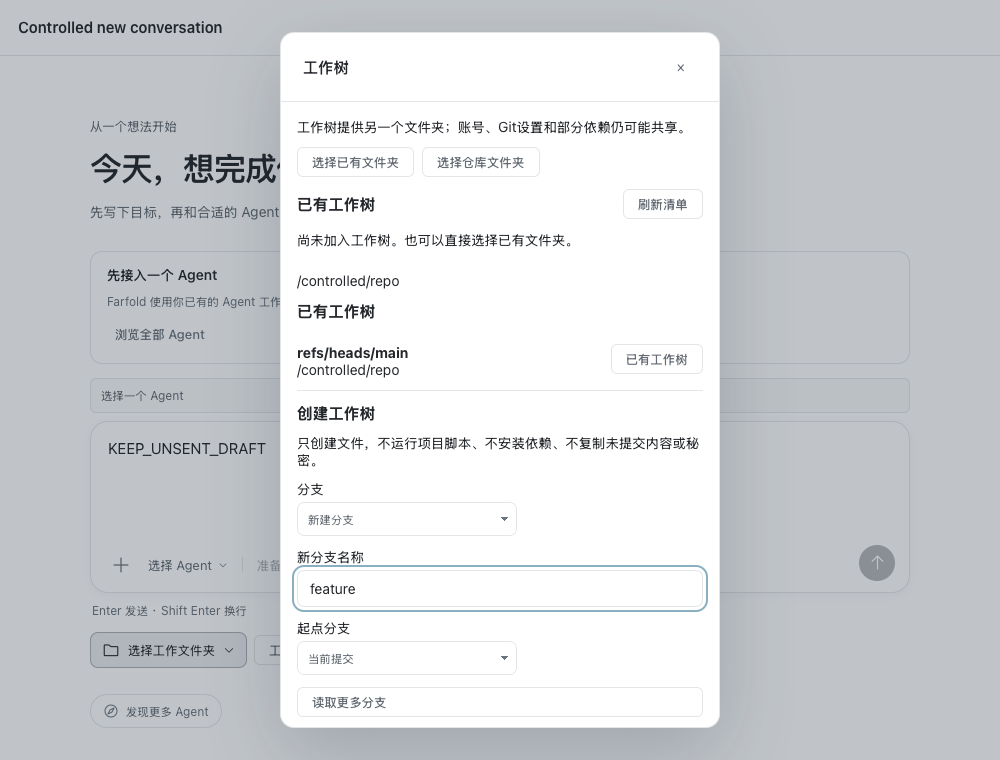 Controlled new conversation
工作树
×
工作树提供另一个文件夹；账号、Git设置和部分依赖仍可能共享。
选择已有文件夹
选择仓库文件夹
已有工作树
刷新清单
尚未加入工作树。也可以直接选择已有文件夹。
/controlled/repo
已有工作树
refs/heads/main
/controlled/repo
已有工作树
创建工作树
只创建文件，不运行项目脚本、不安装依赖、不复制未提交内容或秘
密。
分支
新建分支
新分支名称
feature
起点分支
当前提交
读取更多分支
从一个想法开始
今天，想完成
先写下目标，再和合适的 Agent
先接入一个 Agent
Farfold 使用你已有的 Agent 工作
浏览全部 Agent
选择一个 Agent
KEEP_UNSENT_DRAFT
选择 Agent
准备
Enter 发送 · Shift Enter 换行
选择工作文件夹
工
发现更多 Agent